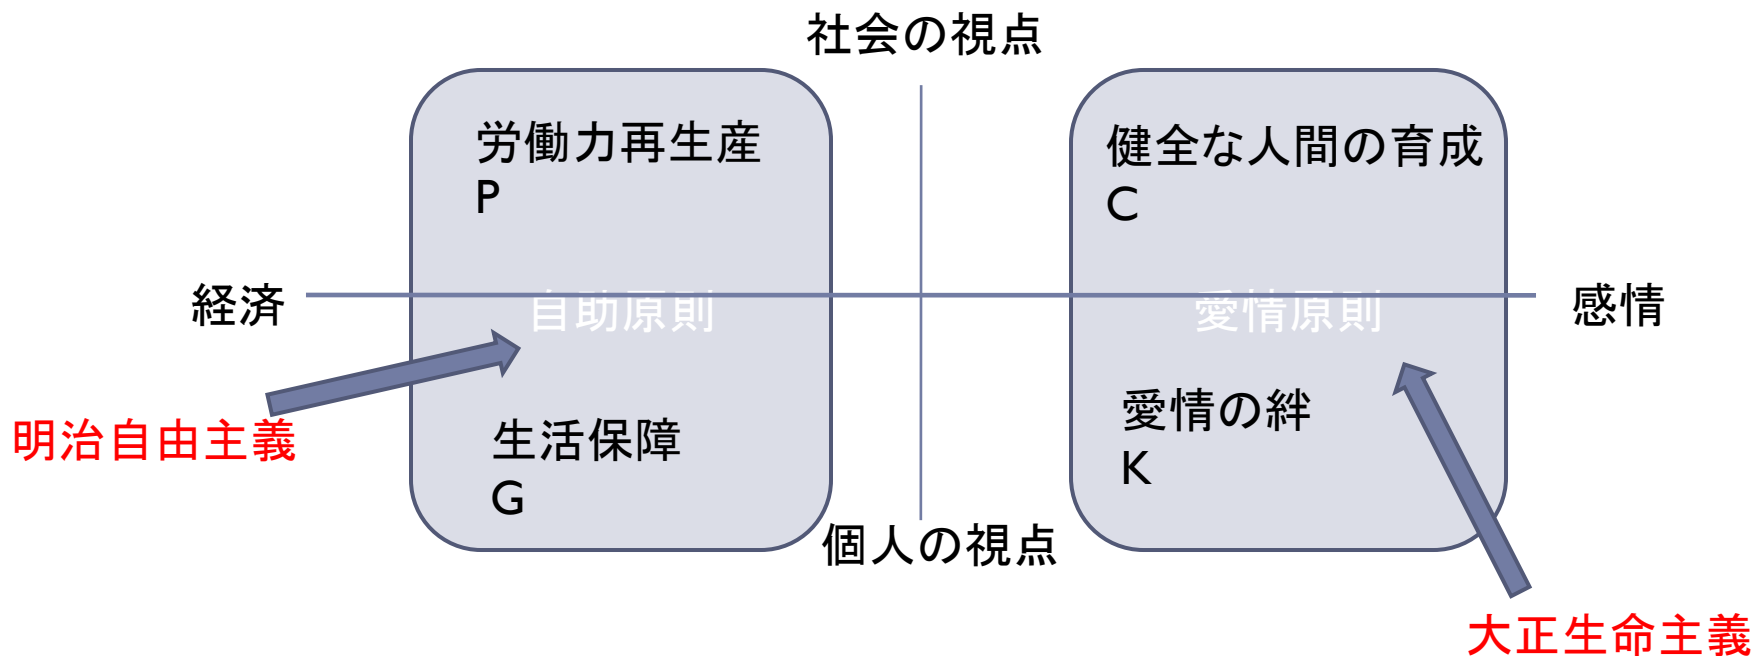 社会の視点
労働力再生産
P
健全な人間の育成
C
経済
自助原則
愛情原則
感情
明治自由主義
生活保障
G
愛情の絆
K
個人の視点
大正生命主義